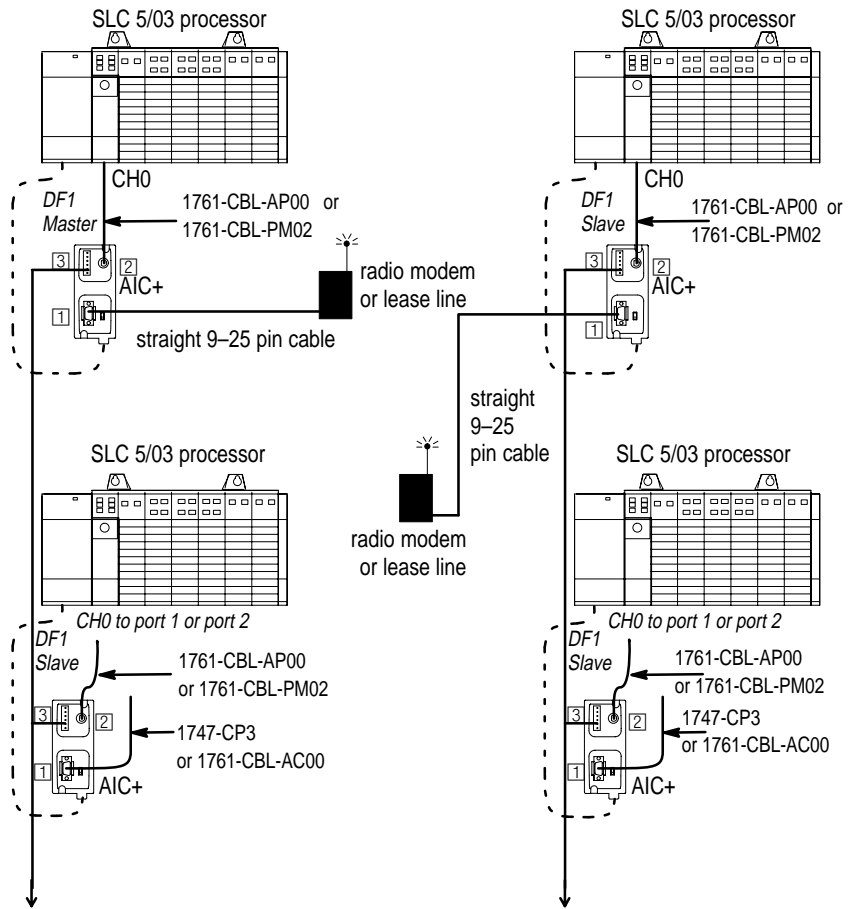 SLC 5/03 processor
CH0
DF1
Master
1761-CBL-AP00 or
1761-CBL-PM02
3
2
AIC+
1
straight 9–25 pin cable
radio modem
or lease line
SLC 5/03 processor
CH0
DF1
Slave
1761-CBL-AP00 or
1761-CBL-PM02
3
2
AIC+
1
straight
9–25
pin cable
radio modem
or lease line
SLC 5/03 processor
CH0 to port 1 or port 2
DF1
Slave
1761-CBL-AP00
or 1761-CBL-PM02
3
2
1747-CP3
or 1761-CBL-AC00
1
AIC+
SLC 5/03 processor
CH0 to port 1 or port 2
DF1
Slave
1761-CBL-AP00
or 1761-CBL-PM02
3
2
1747-CP3
or 1761-CBL-AC00
1
AIC+